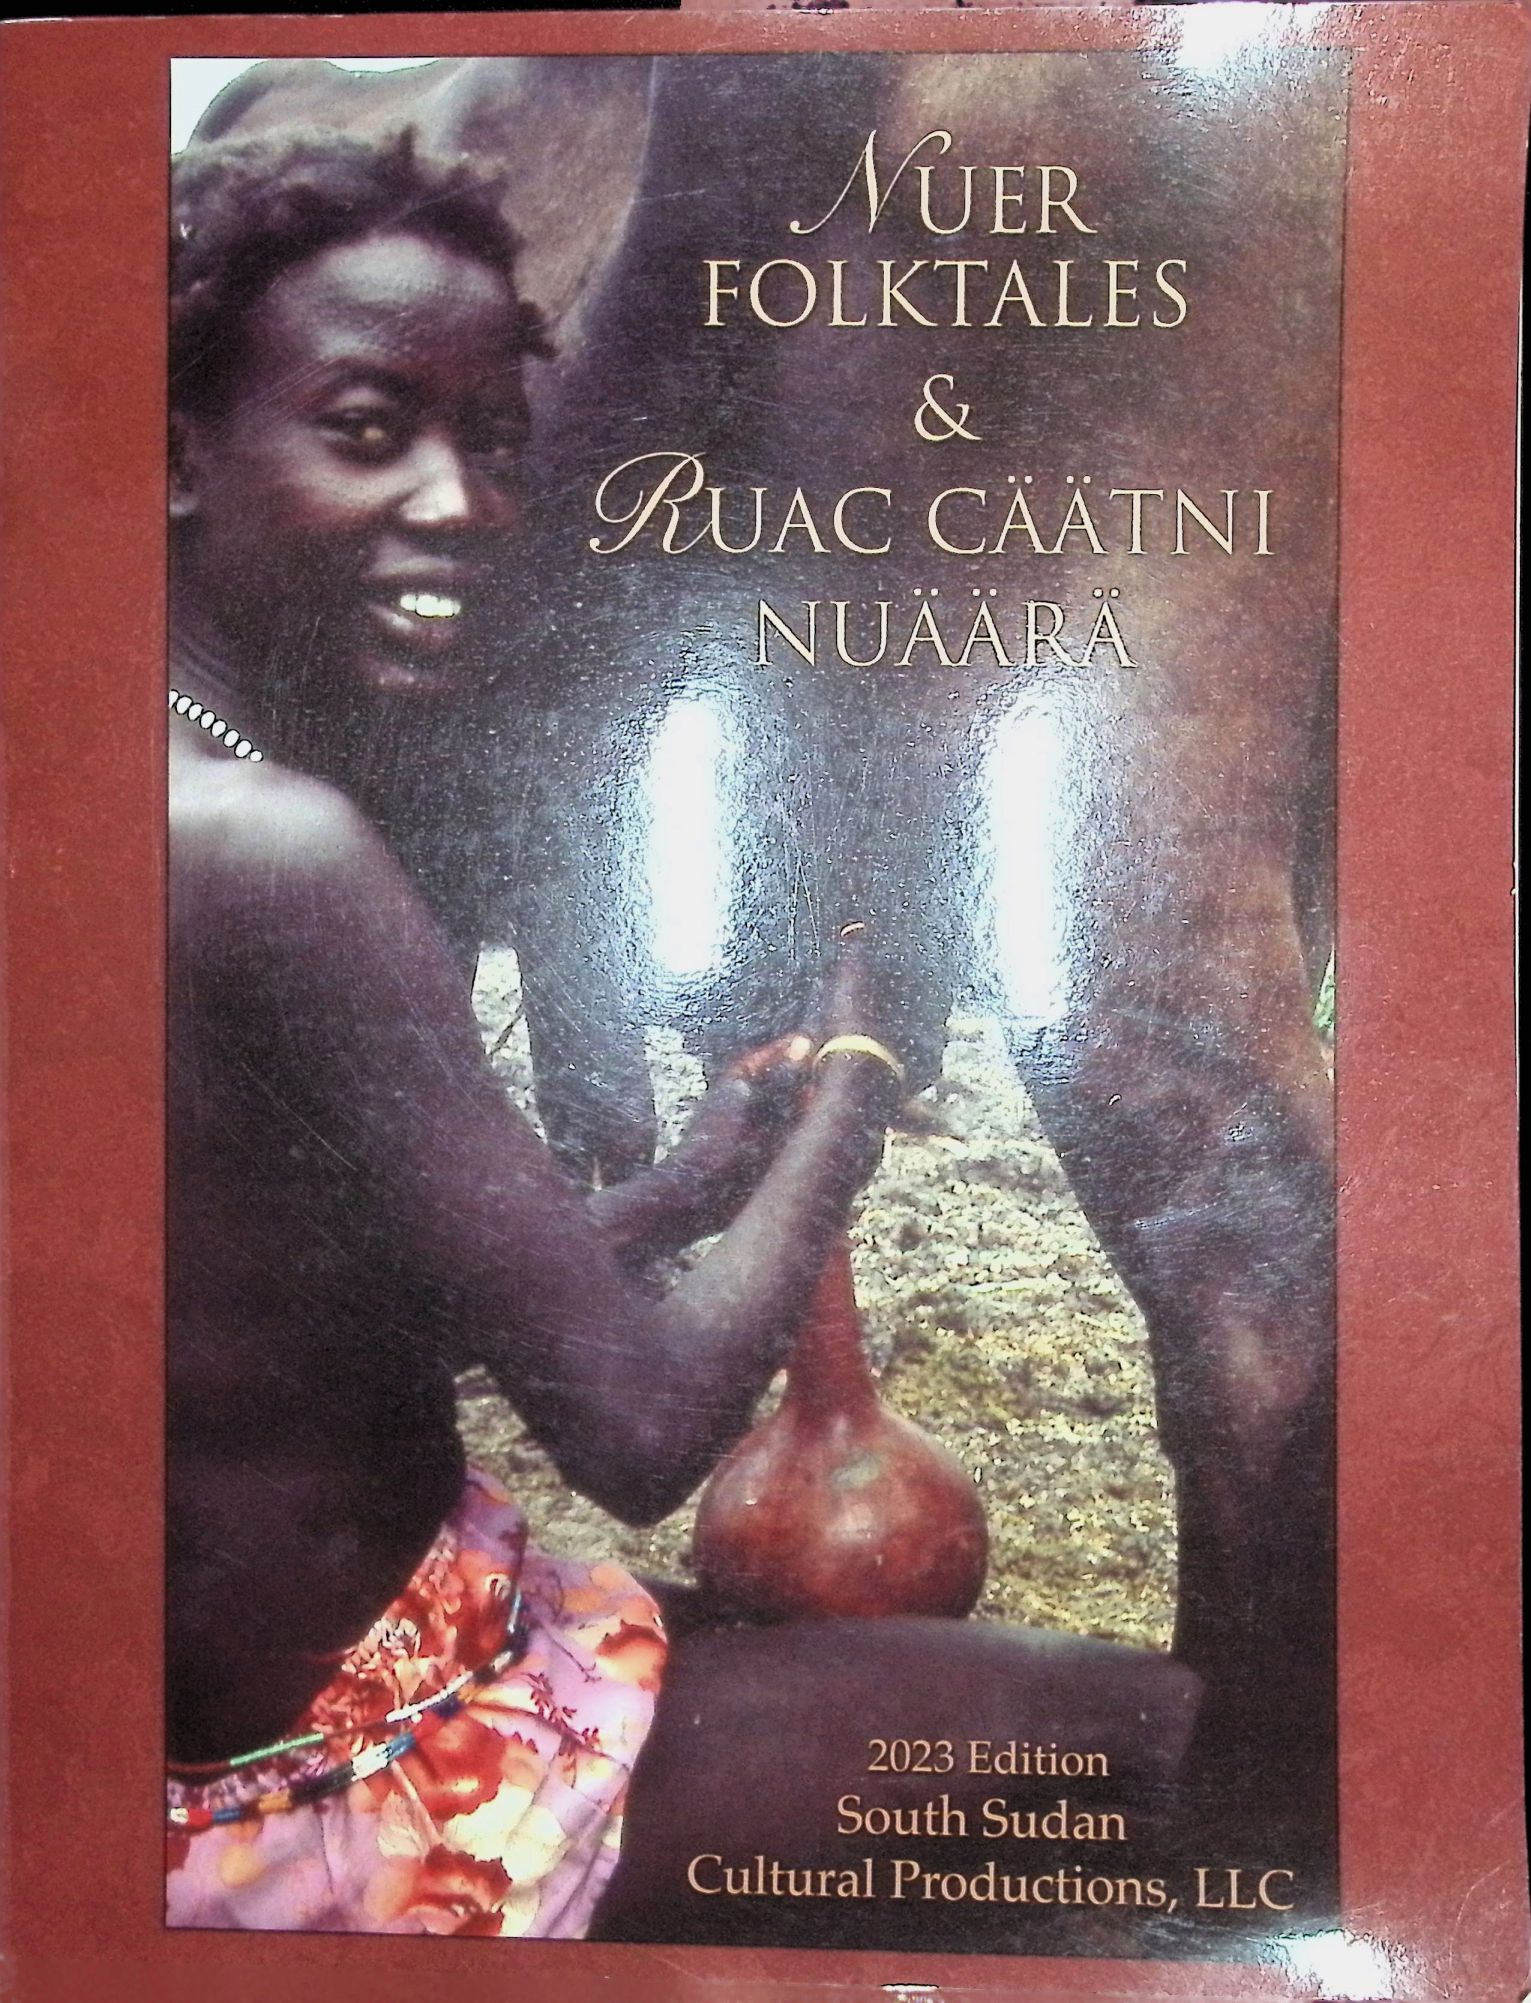 NUER
FOLKTALES
&
RUAC CÄÄTNI
NUÄÄRÄ
2023 Edition
South Sudan
Cultural Productions, LLC